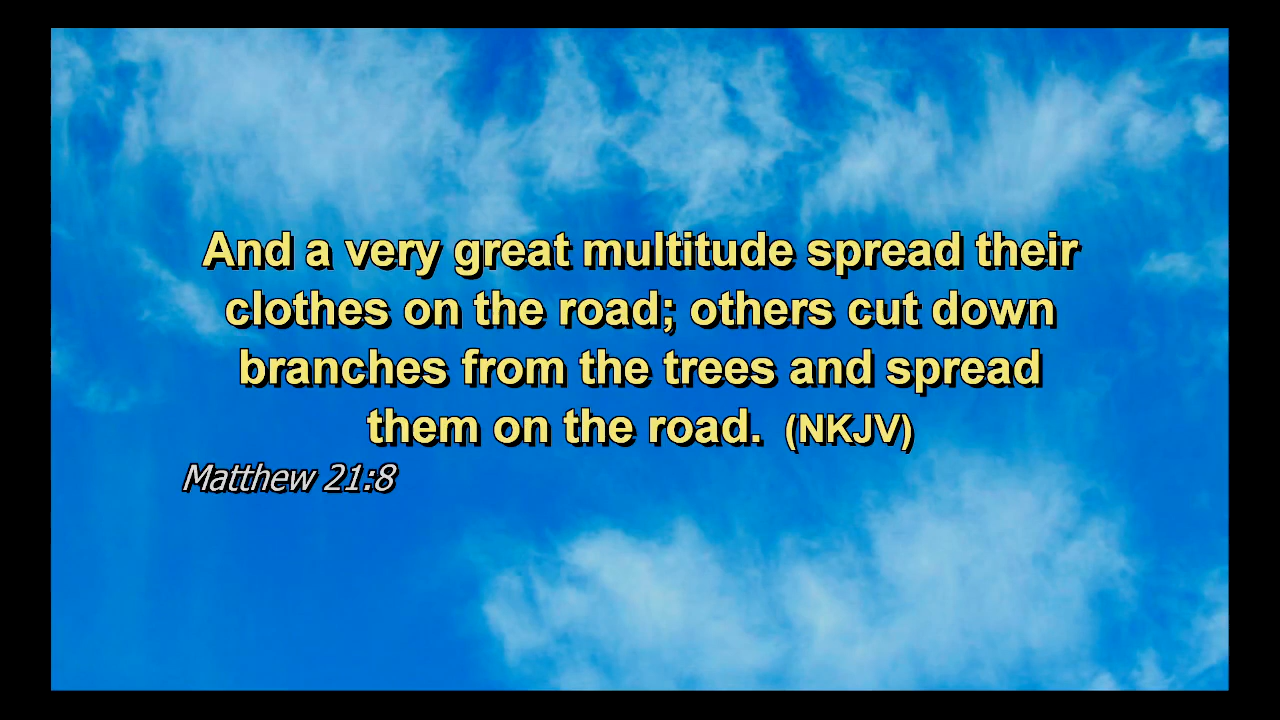 And a very great multitude spread their
clothes on the road; others cut down
branches from the trees and spread
them on the road. (NKJV)
Matthew 21:8